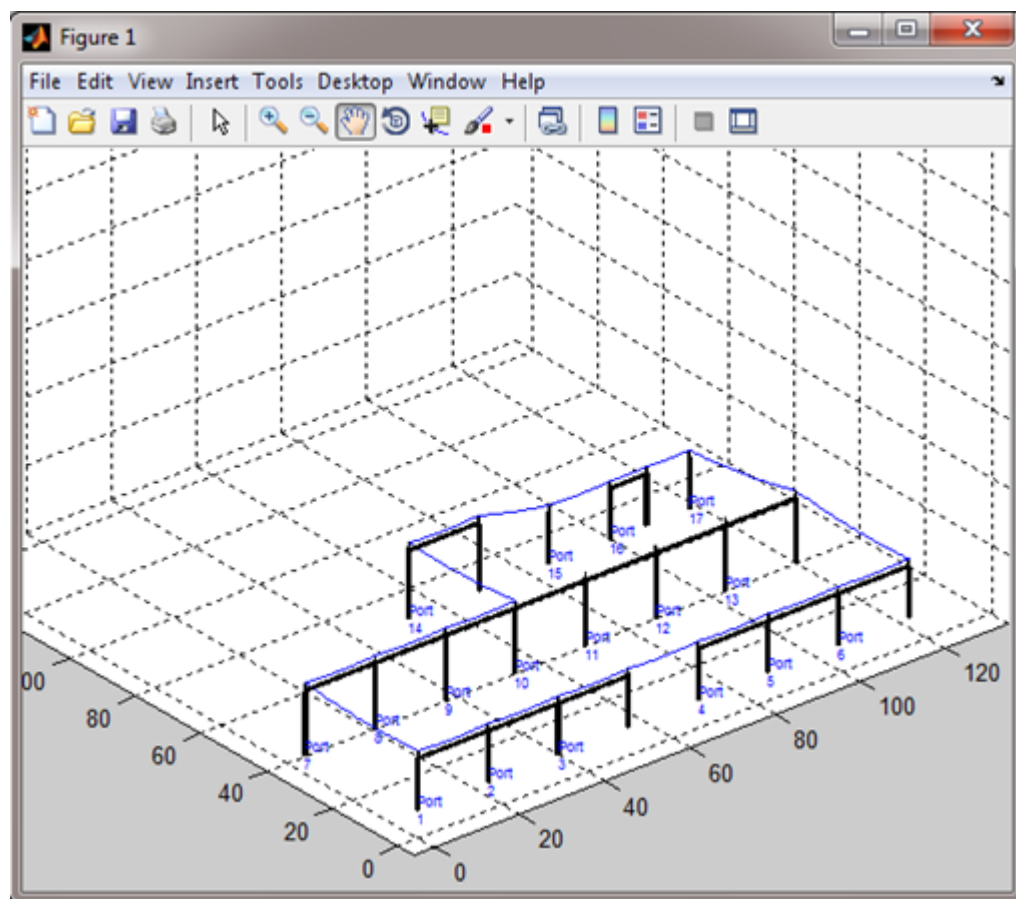 Figure 1
File Edit View Insert Tools Desktop Window Help
Port
17
Port
16
Port
15
Port
13
Port
14
Port
12
Port
11
Port
6
Port
5
Port
10
Port
4
Port
9
Port
8
Port
7
Port
3
Port
2
Port
1
00
80
60
40
20
0
0
20
40
60
80
100
120